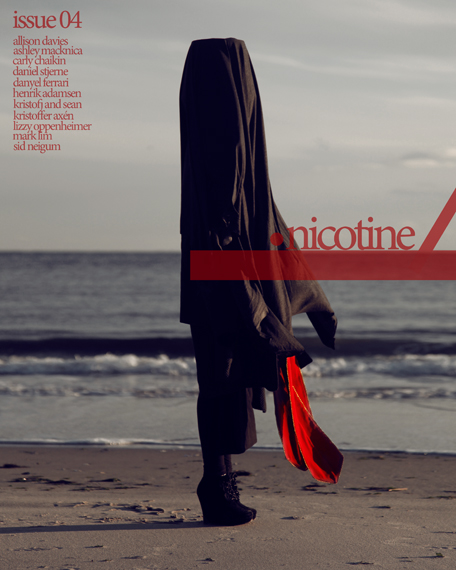 issue 04
allison davies
ashley macknica
carly chaikin
daniel stjerne
danyel ferrari
henrik adamsen
kristofj and sean
kristoffer axén
lizzy oppenheimer
mark lim
sid neigum
.nicotine/